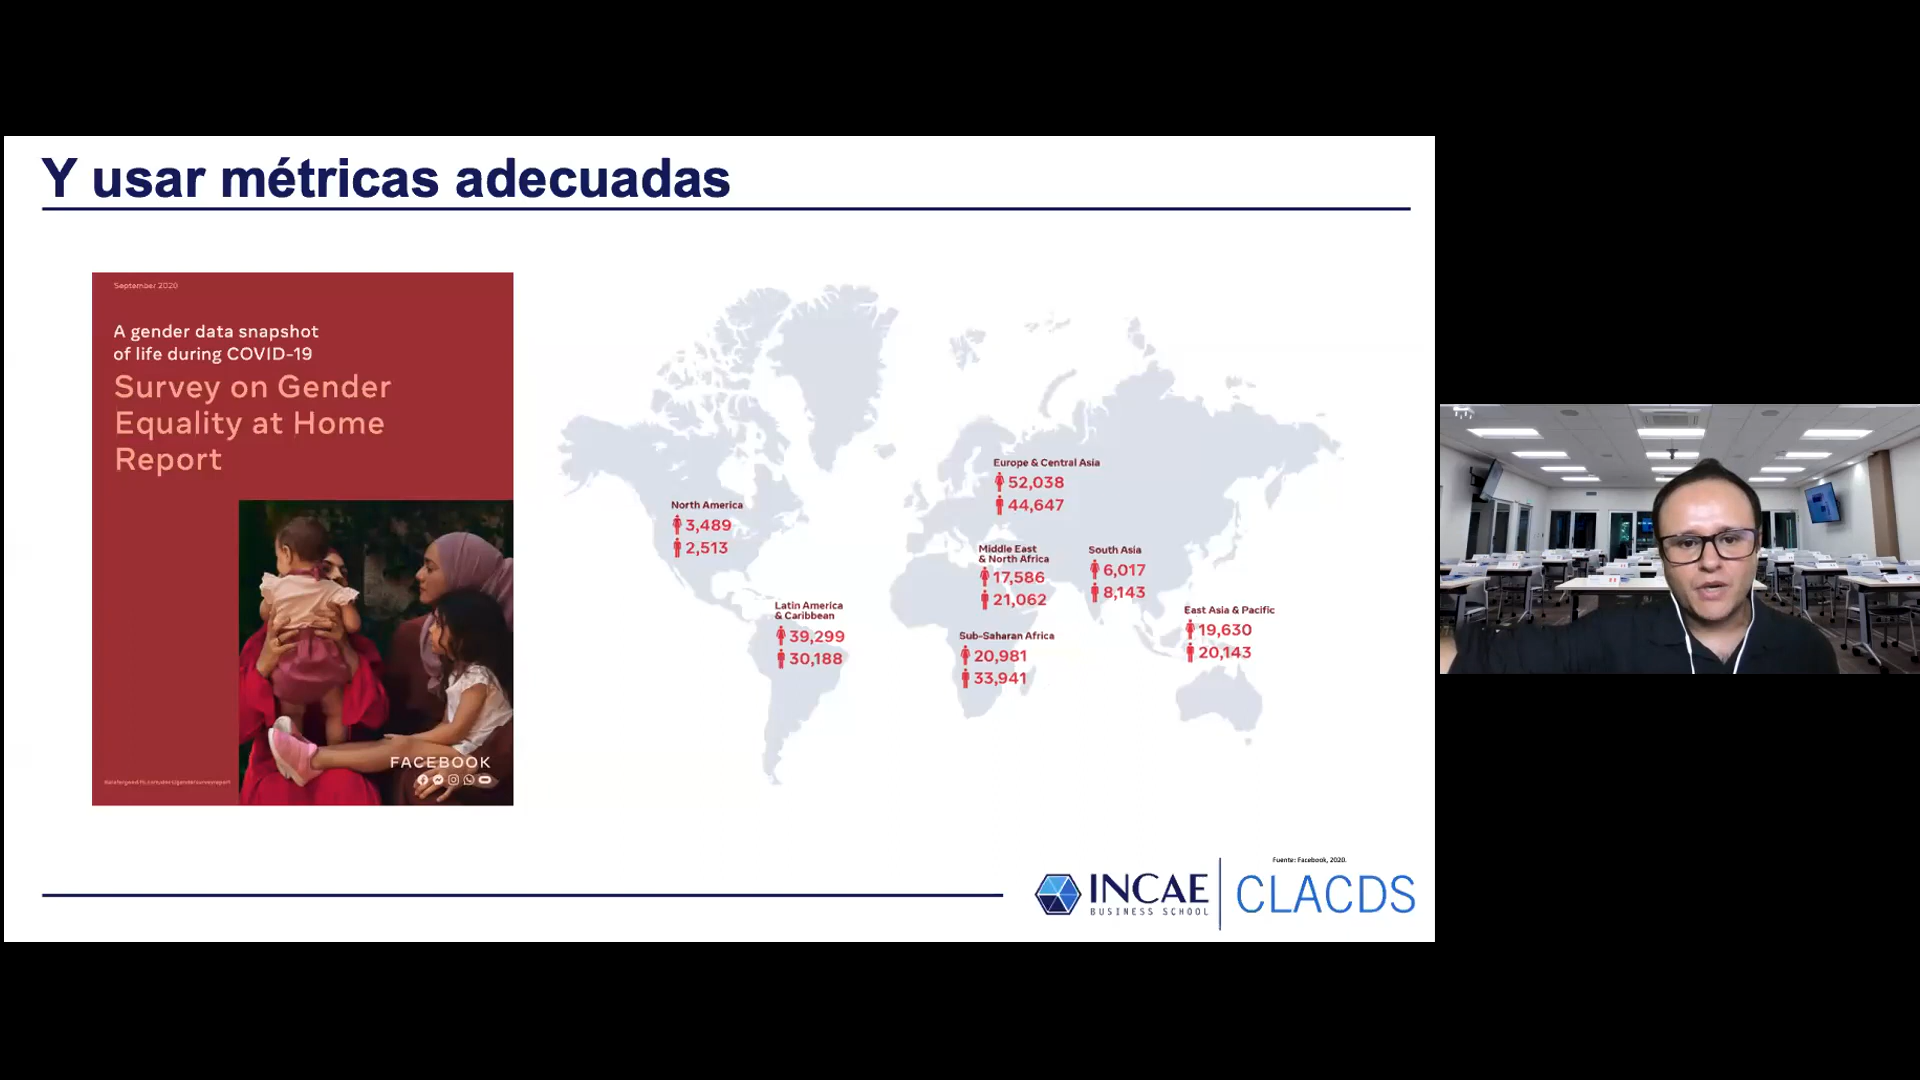 Y usar métricas adecuadas
September 2020
A gender data snapshot
of life during COVID-19
Survey on Gender
Equality at Home
Report
FACEBOOK
North America
3,489
2,513
Latin America
& Caribbean
39,299
30,188
Europe & Central Asia
52,038
44,647
Middle East
& North Africa
17,586
21,062
South Asia
6,017
8,143
Sub-Saharan Africa
20,981
33,941
East Asia & Pacific
19,630
20,143
Fuente: Facebook, 2020.
INCAE
BUSINESS SCHOOL
CLACDS